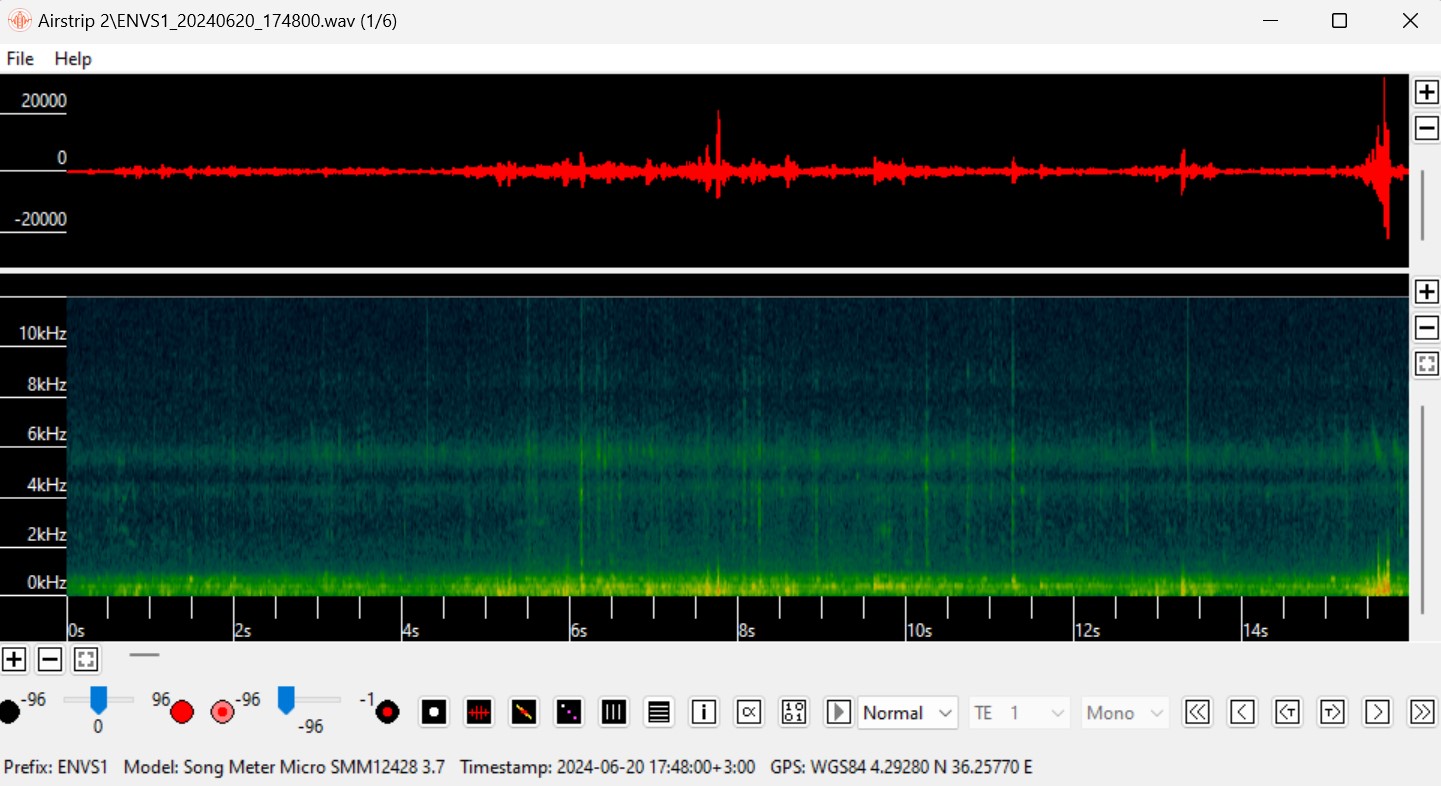 Airstrip 2\ENVS1_20240620_174800.wav (1/6)
File Help
20000
0
-20000
10kHz
8kHz
6kHz
4kHz
2kHz
0kHz
0s 2s 4s 6s 8s 10s 12s 14s
-96 96 -96 -1
0 -96
Normal TE 1 Mono
Prefix: ENVS1 Model: Song Meter Micro SMM12428 3.7 Timestamp: 2024-06-20 17:48:00+3:00 GPS: WGS84 4.29280 N 36.25770 E